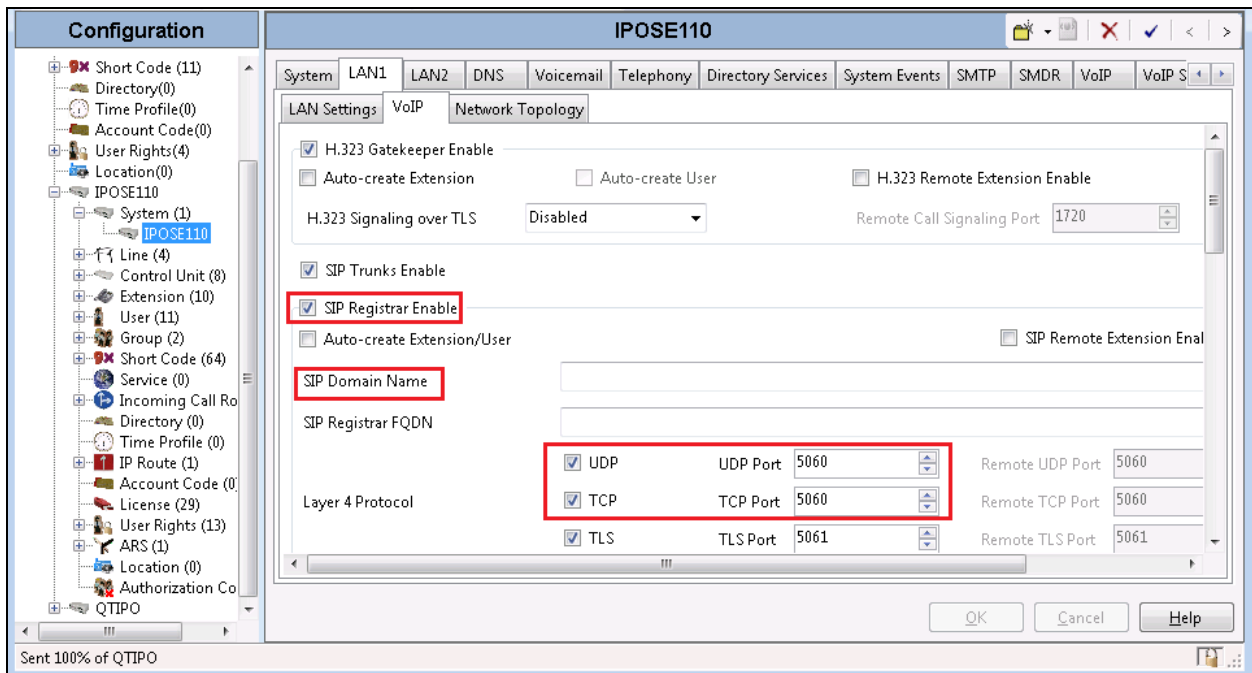 Configuration
Short Code (11)
Directory(0)
Time Profile(0)
Account Code(0)
User Rights(4)
Location(0)
IPOSE110
System (1)
IPOSE110
Line (4)
Control Unit (8)
Extension (10)
User (11)
Group (2)
Short Code (64)
Service (0)
Incoming Call Ro
Directory (0)
Time Profile (0)
IP Route (1)
Account Code (0
License (29)
User Rights (13)
ARS (1)
Location (0)
Authorization Co
QTIPO
IPOSE110
System LAN1 LAN2 DNS Voicemail Telephony Directory Services System Events SMTP SMDR VoIP VoIP S
LAN Settings VoIP Network Topology
H.323 Gatekeeper Enable
Auto-create Extension Auto-create User H.323 Remote Extension Enable
H.323 Signaling over TLS Disabled Remote Call Signaling Port 1720
SIP Trunks Enable
SIP Registrar Enable
Auto-create Extension/User SIP Remote Extension Enal
SIP Domain Name
SIP Registrar FQDN
UDP UDP Port 5060 Remote UDP Port 5060
Layer 4 Protocol TCP TCP Port 5060 Remote TCP Port 5060
TLS TLS Port 5061 Remote TLS Port 5061
OK Cancel Help
Sent 100% of QTIPO